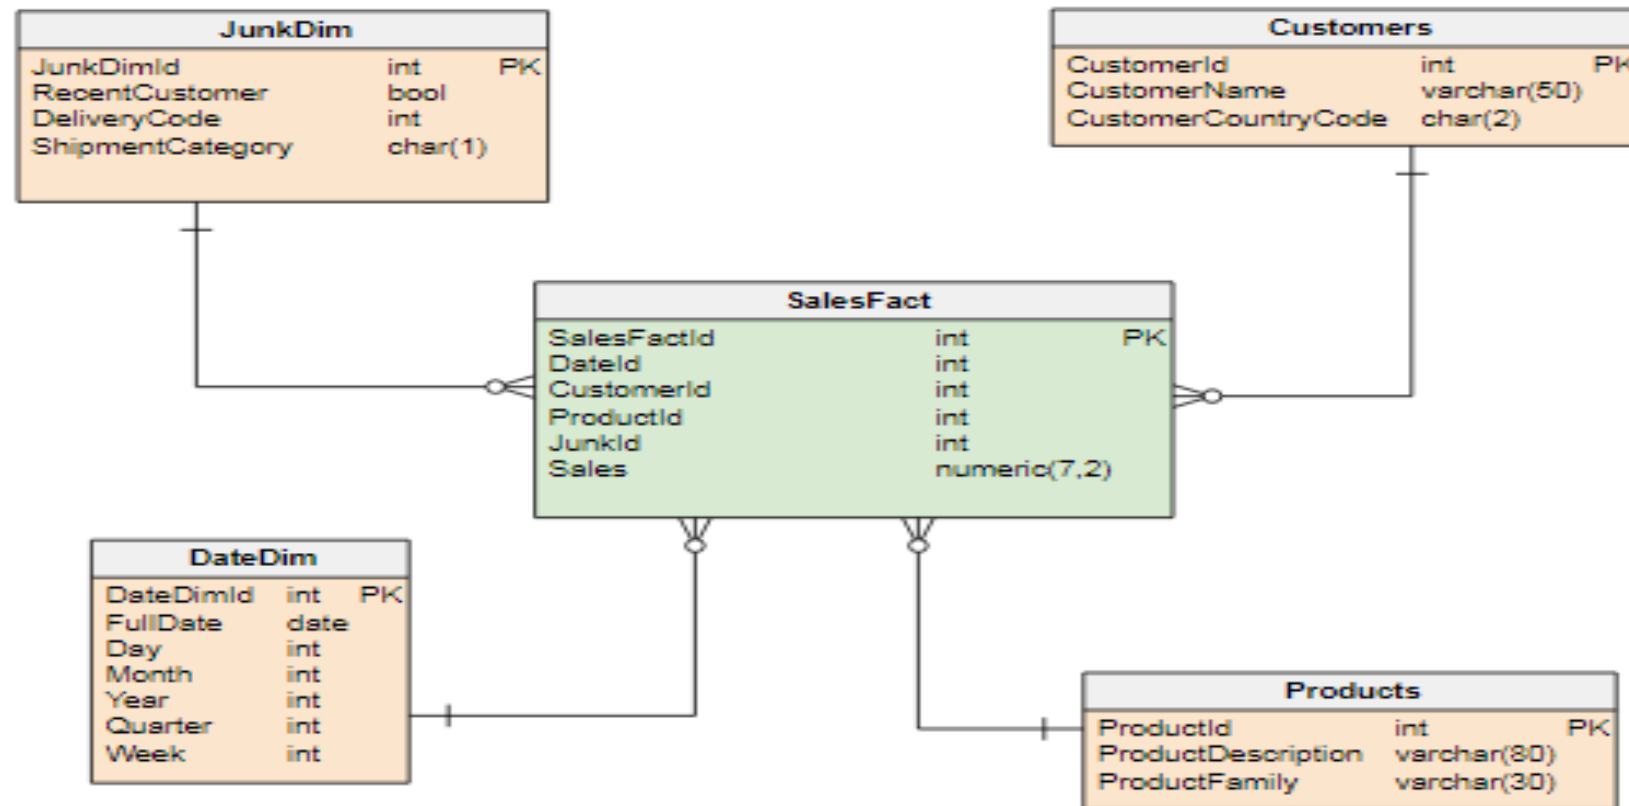 JunkDim
JunkDimId int PK
RecentCustomer bool
DeliveryCode int
ShipmentCategory char(1)
Customers
CustomerId int PK
CustomerName varchar(50)
CustomerCountryCode char(2)
SalesFact
SalesFactId int PK
DateId int
CustomerId int
ProductId int
JunkId int
Sales numeric(7,2)
DateDim
DateDimId int PK
FullDate date
Day int
Month int
Year int
Quarter int
Week int
Products
ProductId int PK
ProductDescription varchar(80)
ProductFamily varchar(30)